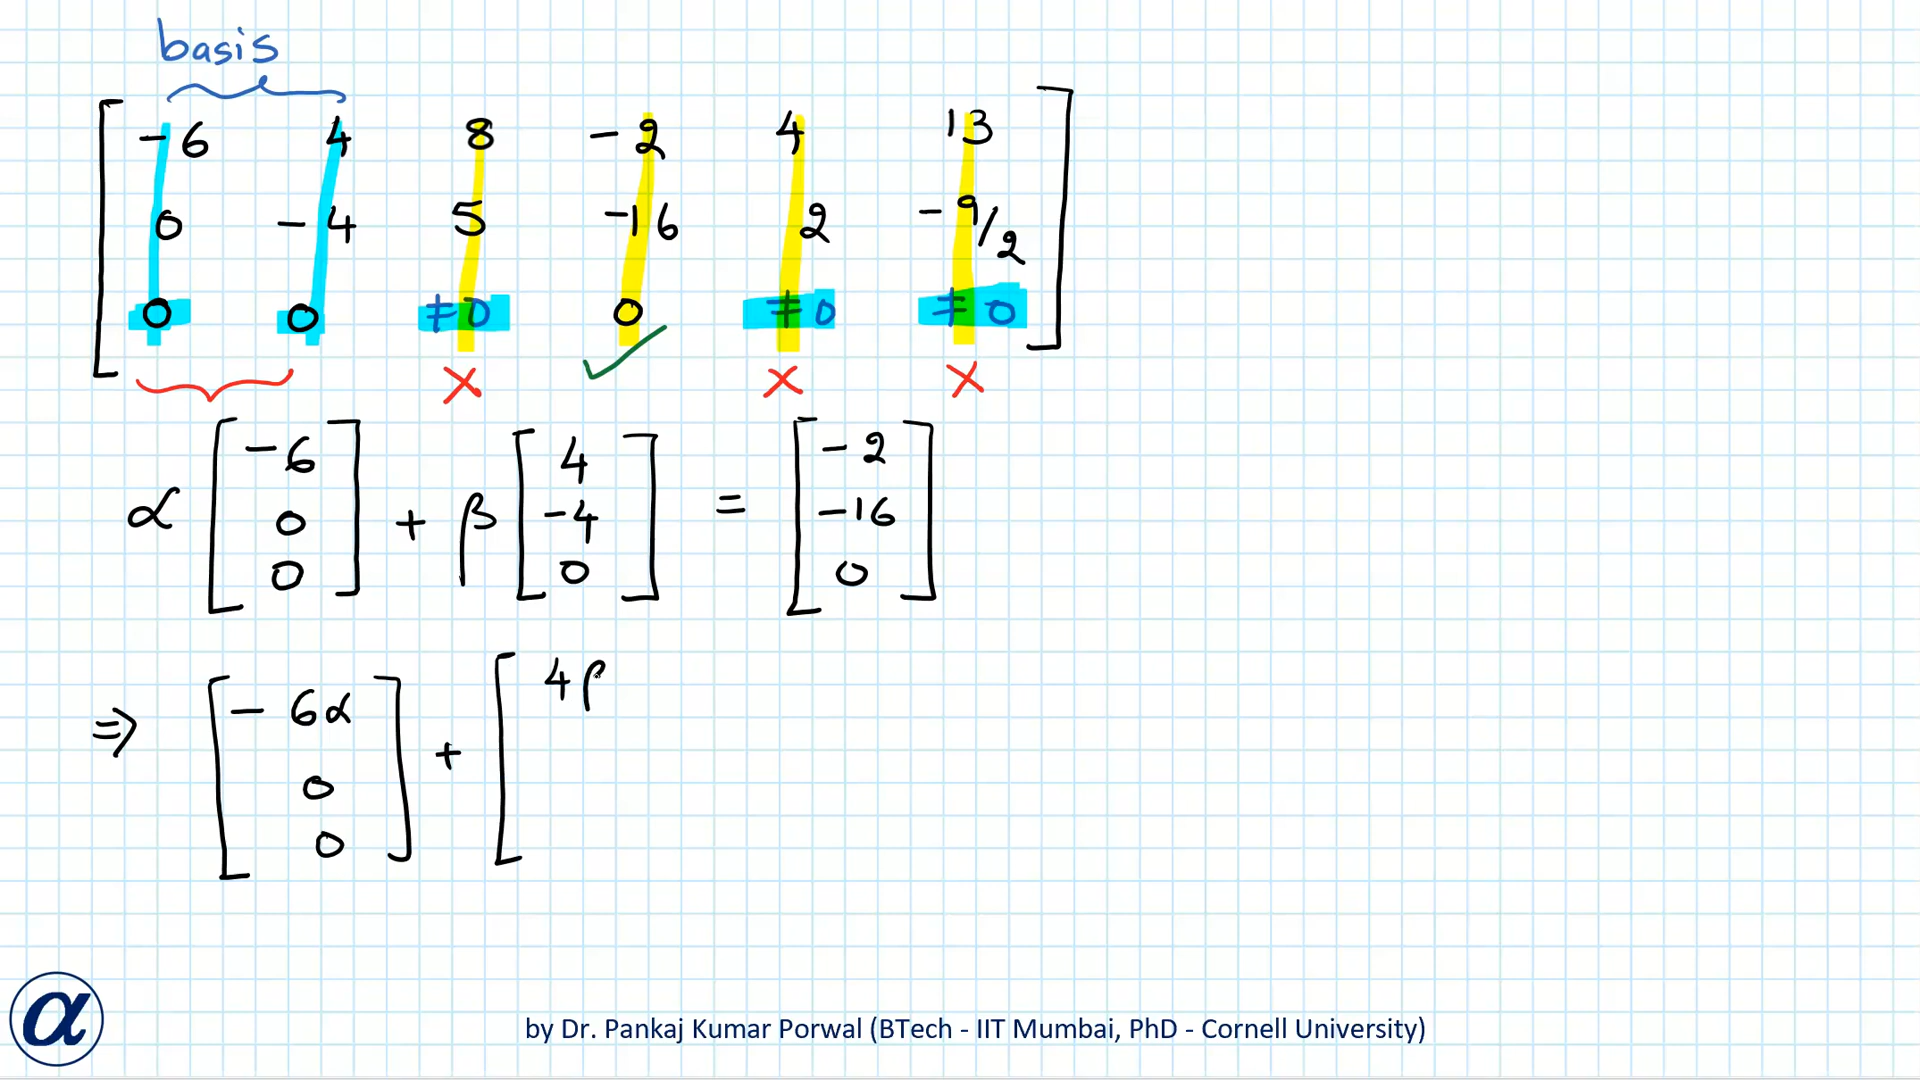 basis
-6 4 8 -2 4 13
0 -4 5 -16 2 -9/2
0 0 ≠0 0 ≠0 ≠0
✓
× × ×
α [-6 0 0] + β [4 -4 0] = [-2 -16 0]
⇒ [-6α 0 0] + [4β
α
by Dr. Pankaj Kumar Porwal (BTech - IIT Mumbai, PhD - Cornell University)